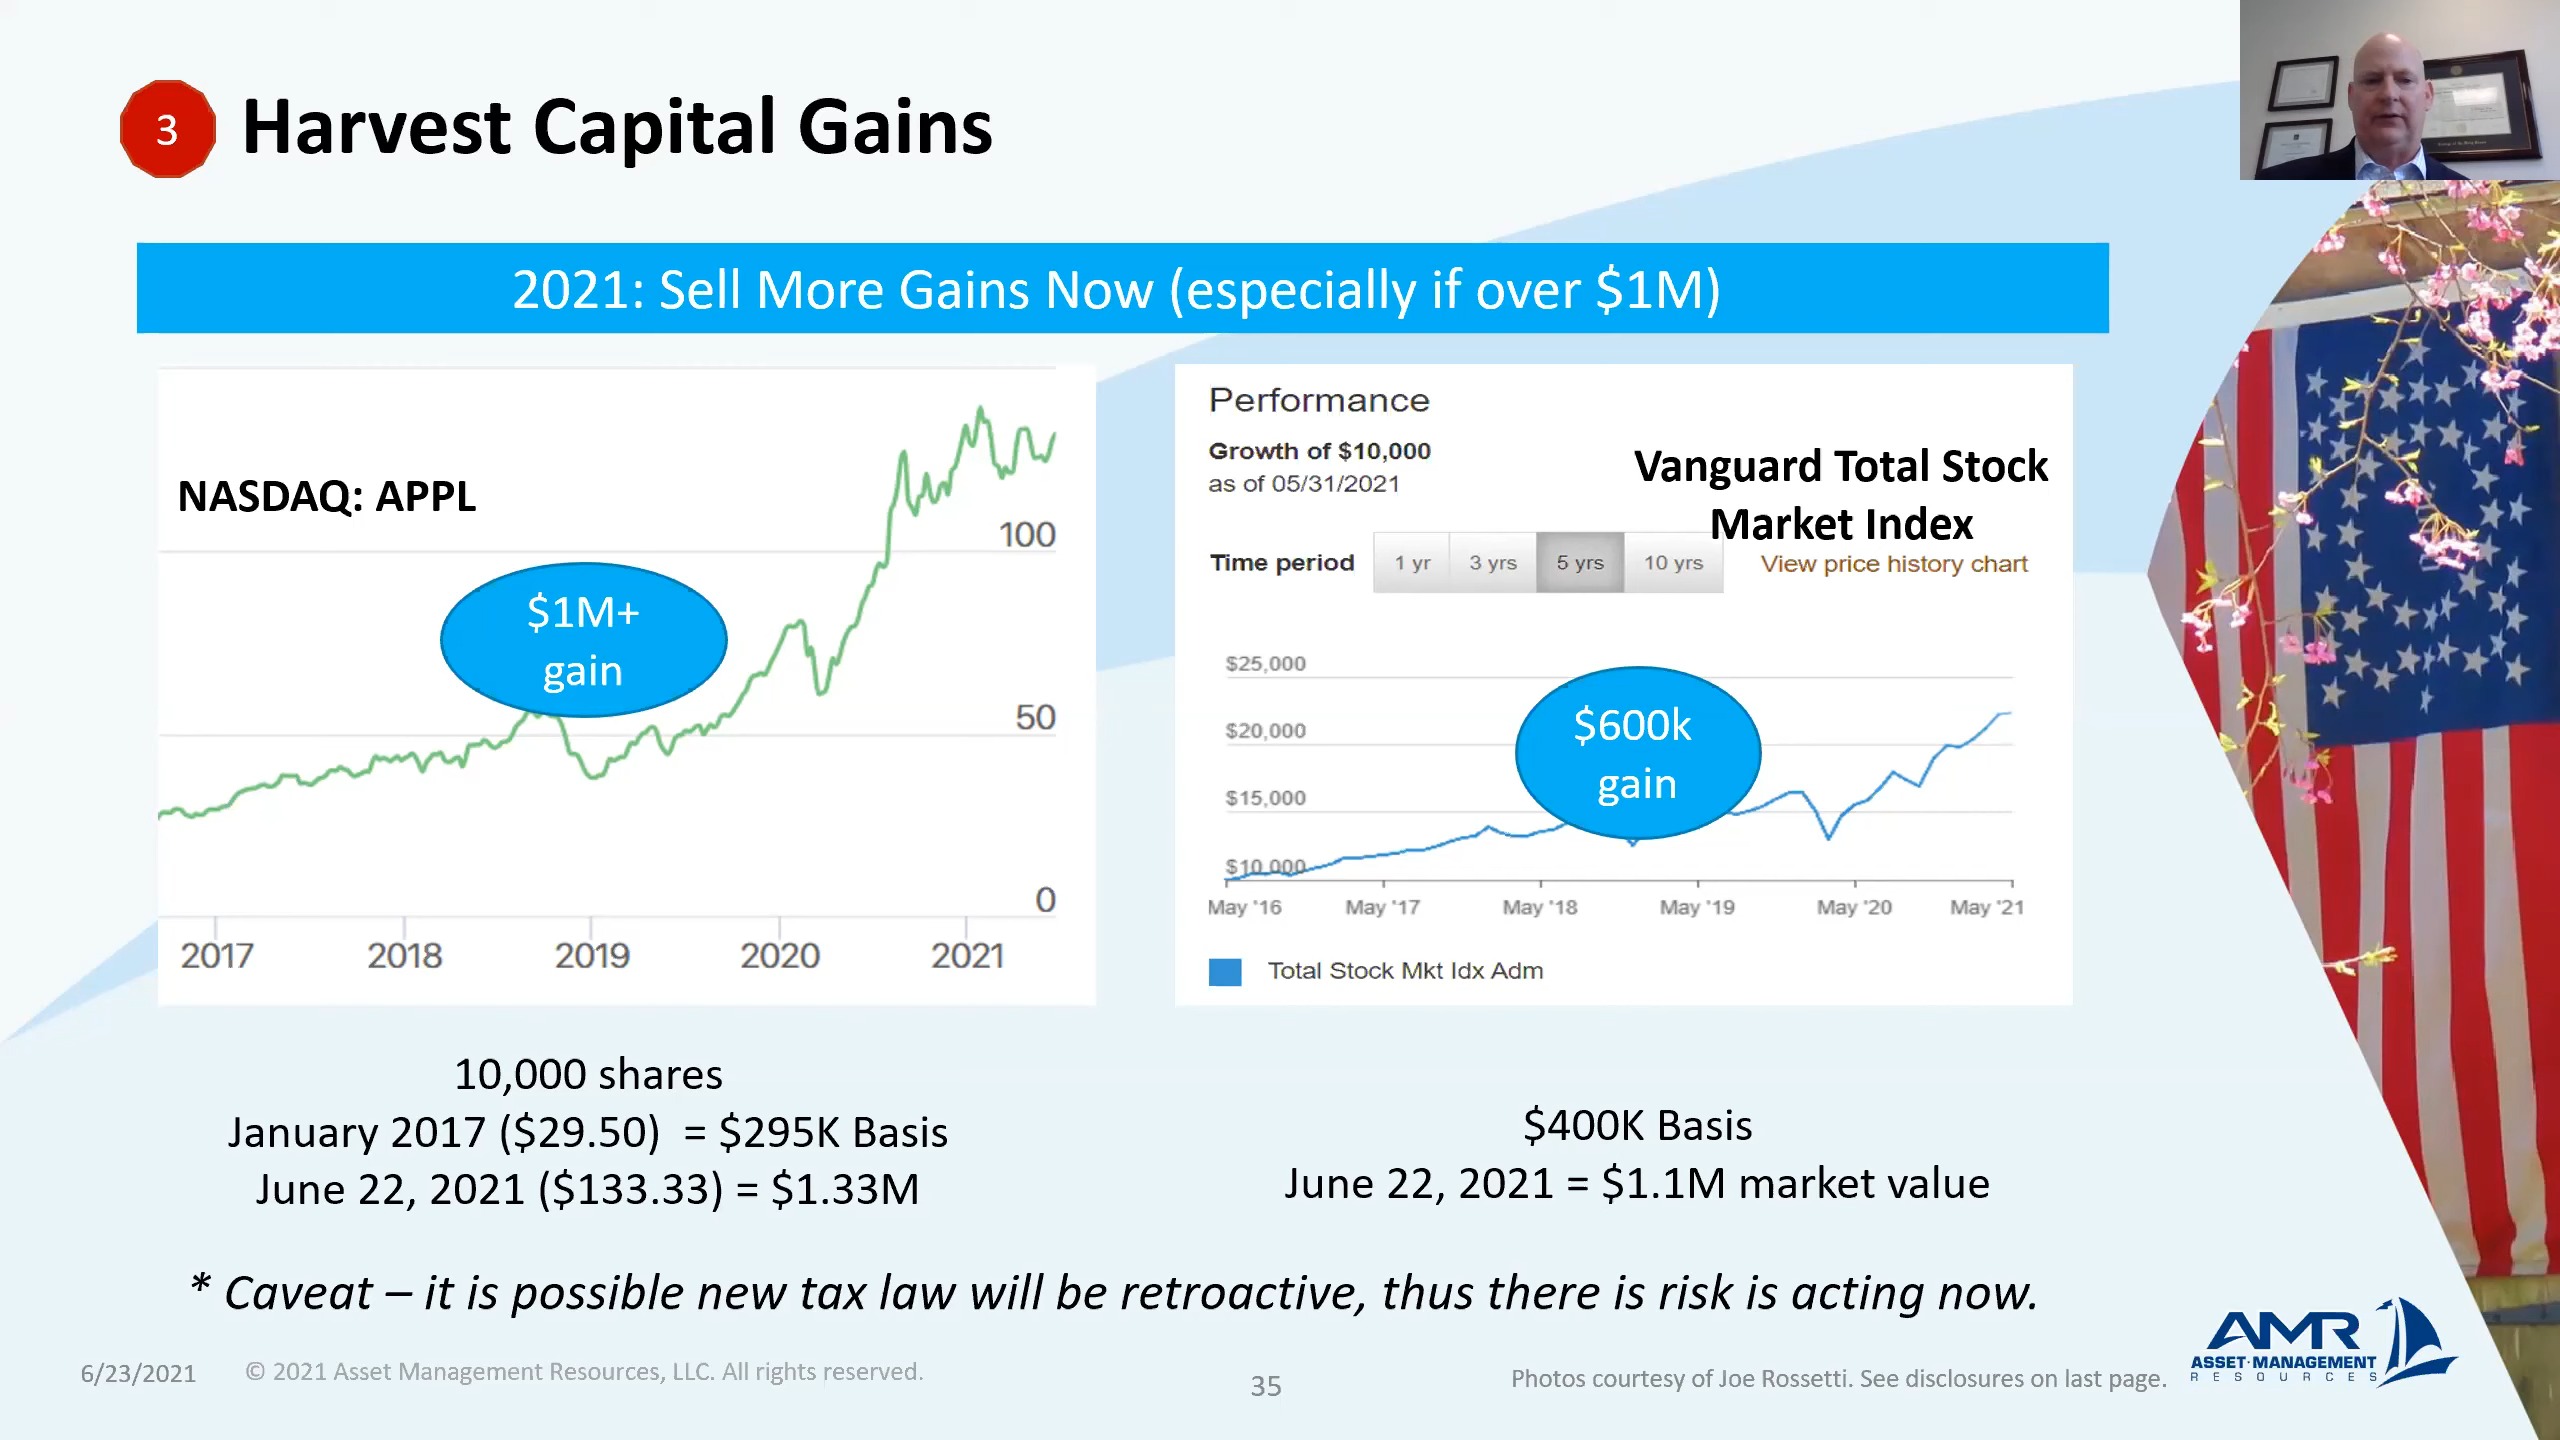 3
Harvest Capital Gains
2021: Sell More Gains Now (especially if over $1M)
NASDAQ: APPL
$1M+
gain
100
50
0
2017 2018 2019 2020 2021
Performance
Growth of $10,000
as of 05/31/2021
Vanguard Total Stock
Market Index
Time period 1 yr 3 yrs 5 yrs 10 yrs View price history chart
$25,000
$20,000
$15,000
$10,000
$600k
gain
May '16 May '17 May '18 May '19 May '20 May '21
Total Stock Mkt Idx Adm
10,000 shares
January 2017 ($29.50) = $295K Basis
June 22, 2021 ($133.33) = $1.33M
$400K Basis
June 22, 2021 = $1.1M market value
* Caveat – it is possible new tax law will be retroactive, thus there is risk is acting now.
6/23/2021
© 2021 Asset Management Resources, LLC. All rights reserved.
35
Photos courtesy of Joe Rossetti. See disclosures on last page.
AMR
ASSET·MANAGEMENT
RESOURCES